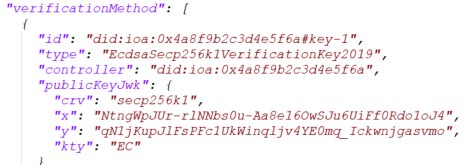 "verificationMethod": [
{
"id": "did:ioa:0x4a8f9b2c3d4e5f6a#key-1",
"type": "EcdsaSecp256k1VerificationKey2019",
"controller": "did:ioa:0x4a8f9b2c3d4e5f6a",
"publicKeyJwk": {
"crv": "secp256k1",
"x": "NtngWpJUr-rlNNbs0u-Aa8e16OwSJu6UiFf0Rdo1oJ4",
"y": "qN1jKupJlFsPFc1UkWinqljv4YE0mq_Ickwnjgasvmo",
"kty": "EC"
}